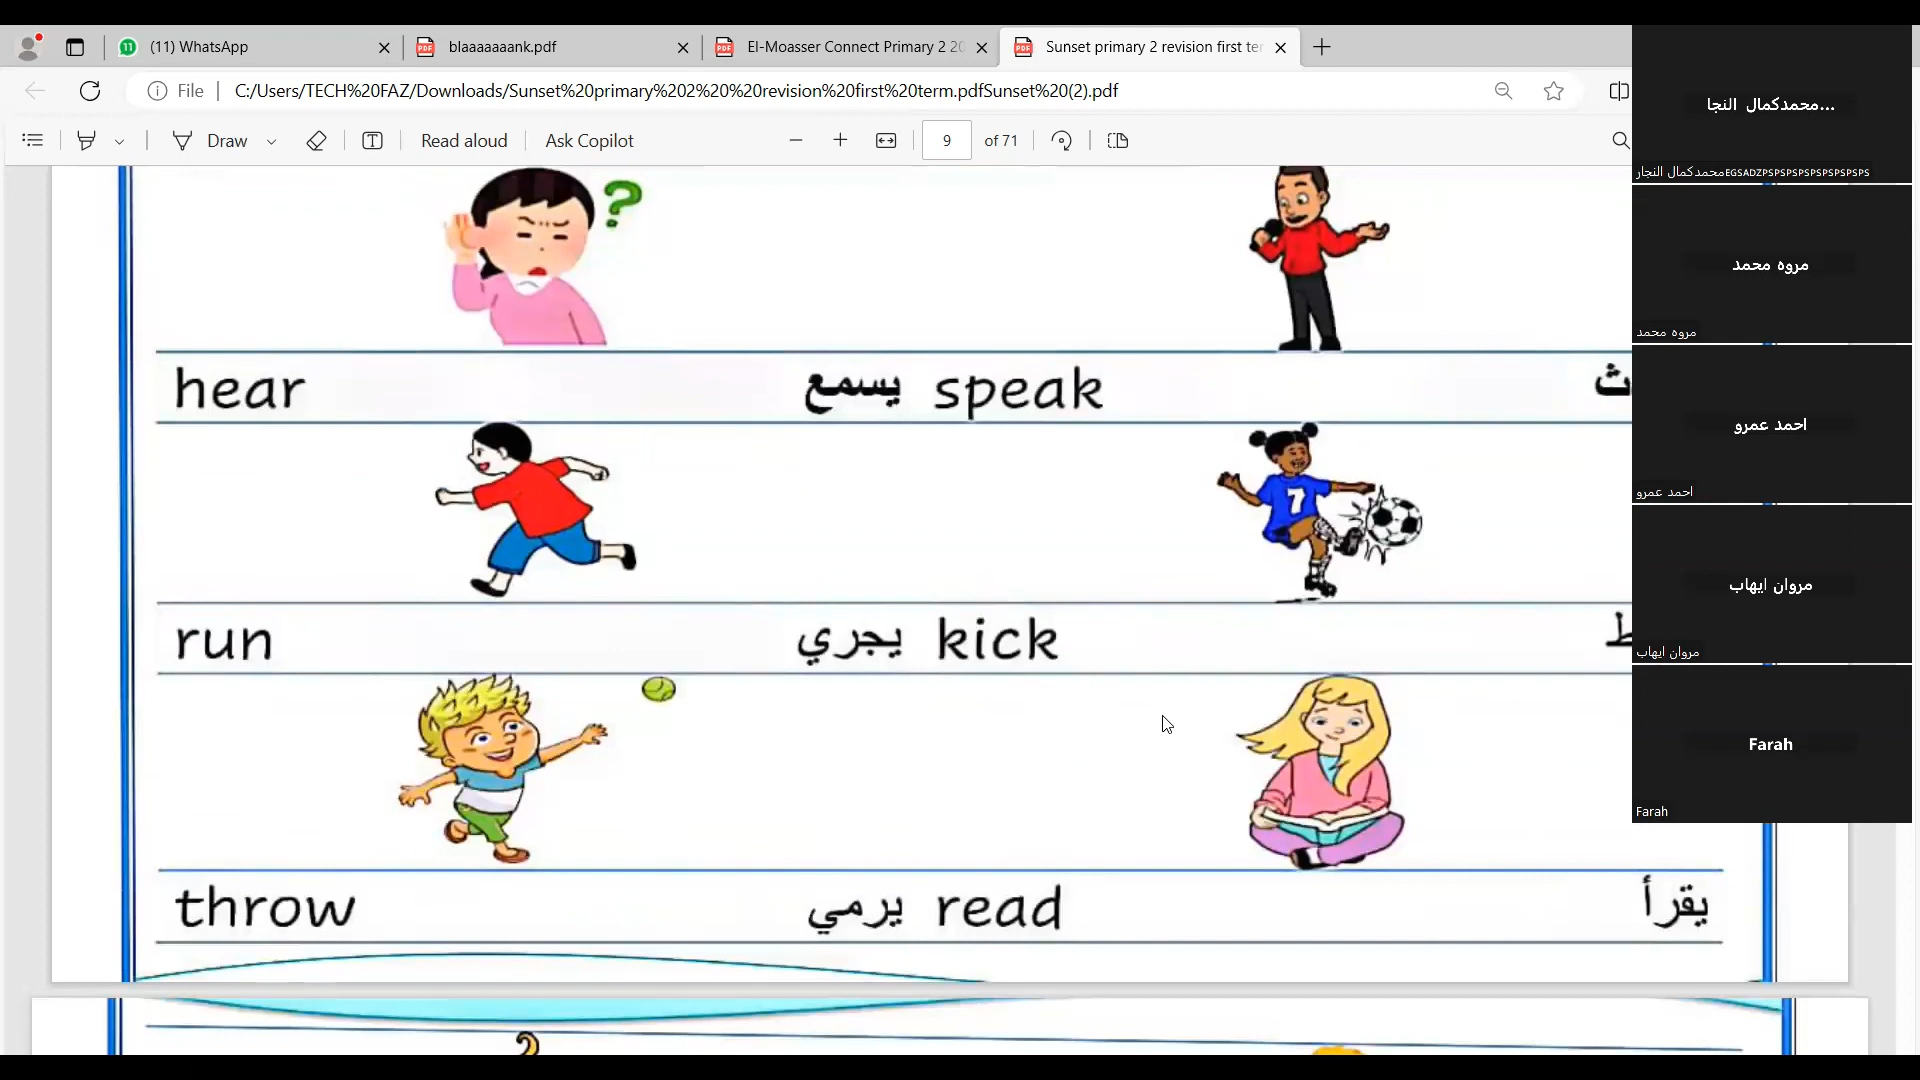 (11) WhatsApp
blaaaaaaank.pdf
El-Moasser Connect Primary 2 20
Sunset primary 2 revision first ter
File
C:/Users/TECH%20FAZ/Downloads/Sunset%20primary%202%20%20revision%20first%20term.pdfSunset%20(2).pdf
Draw
Read aloud
Ask Copilot
9 of 71
hear يسمع speak
run يجري kick
7
throw يرمي read يقرأ
محمدكمال النجا...
محمدكمال النجارEGSADZPSPSPSPSPSPSPSPSPS
مروه محمد
مروه محمد
احمد عمرو
احمد عمرو
مروان ايهاب
مروان ايهاب
Farah
Farah